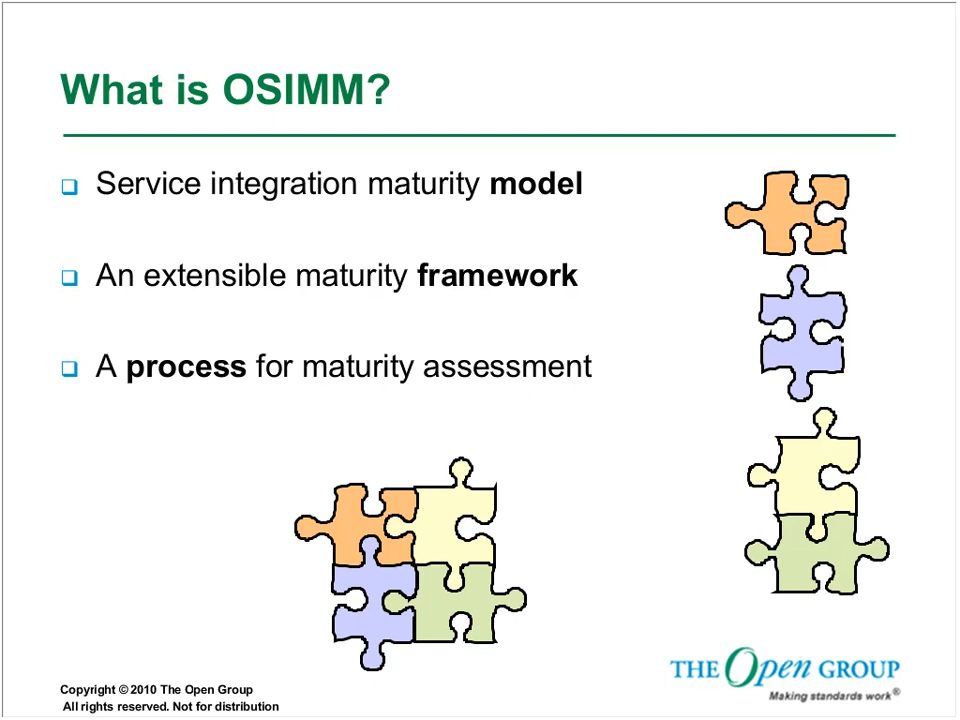 What is OSIMM?
Service integration maturity model
An extensible maturity framework
A process for maturity assessment
Copyright © 2010 The Open Group
All rights reserved. Not for distribution
THE Open GROUP
Making standards work®